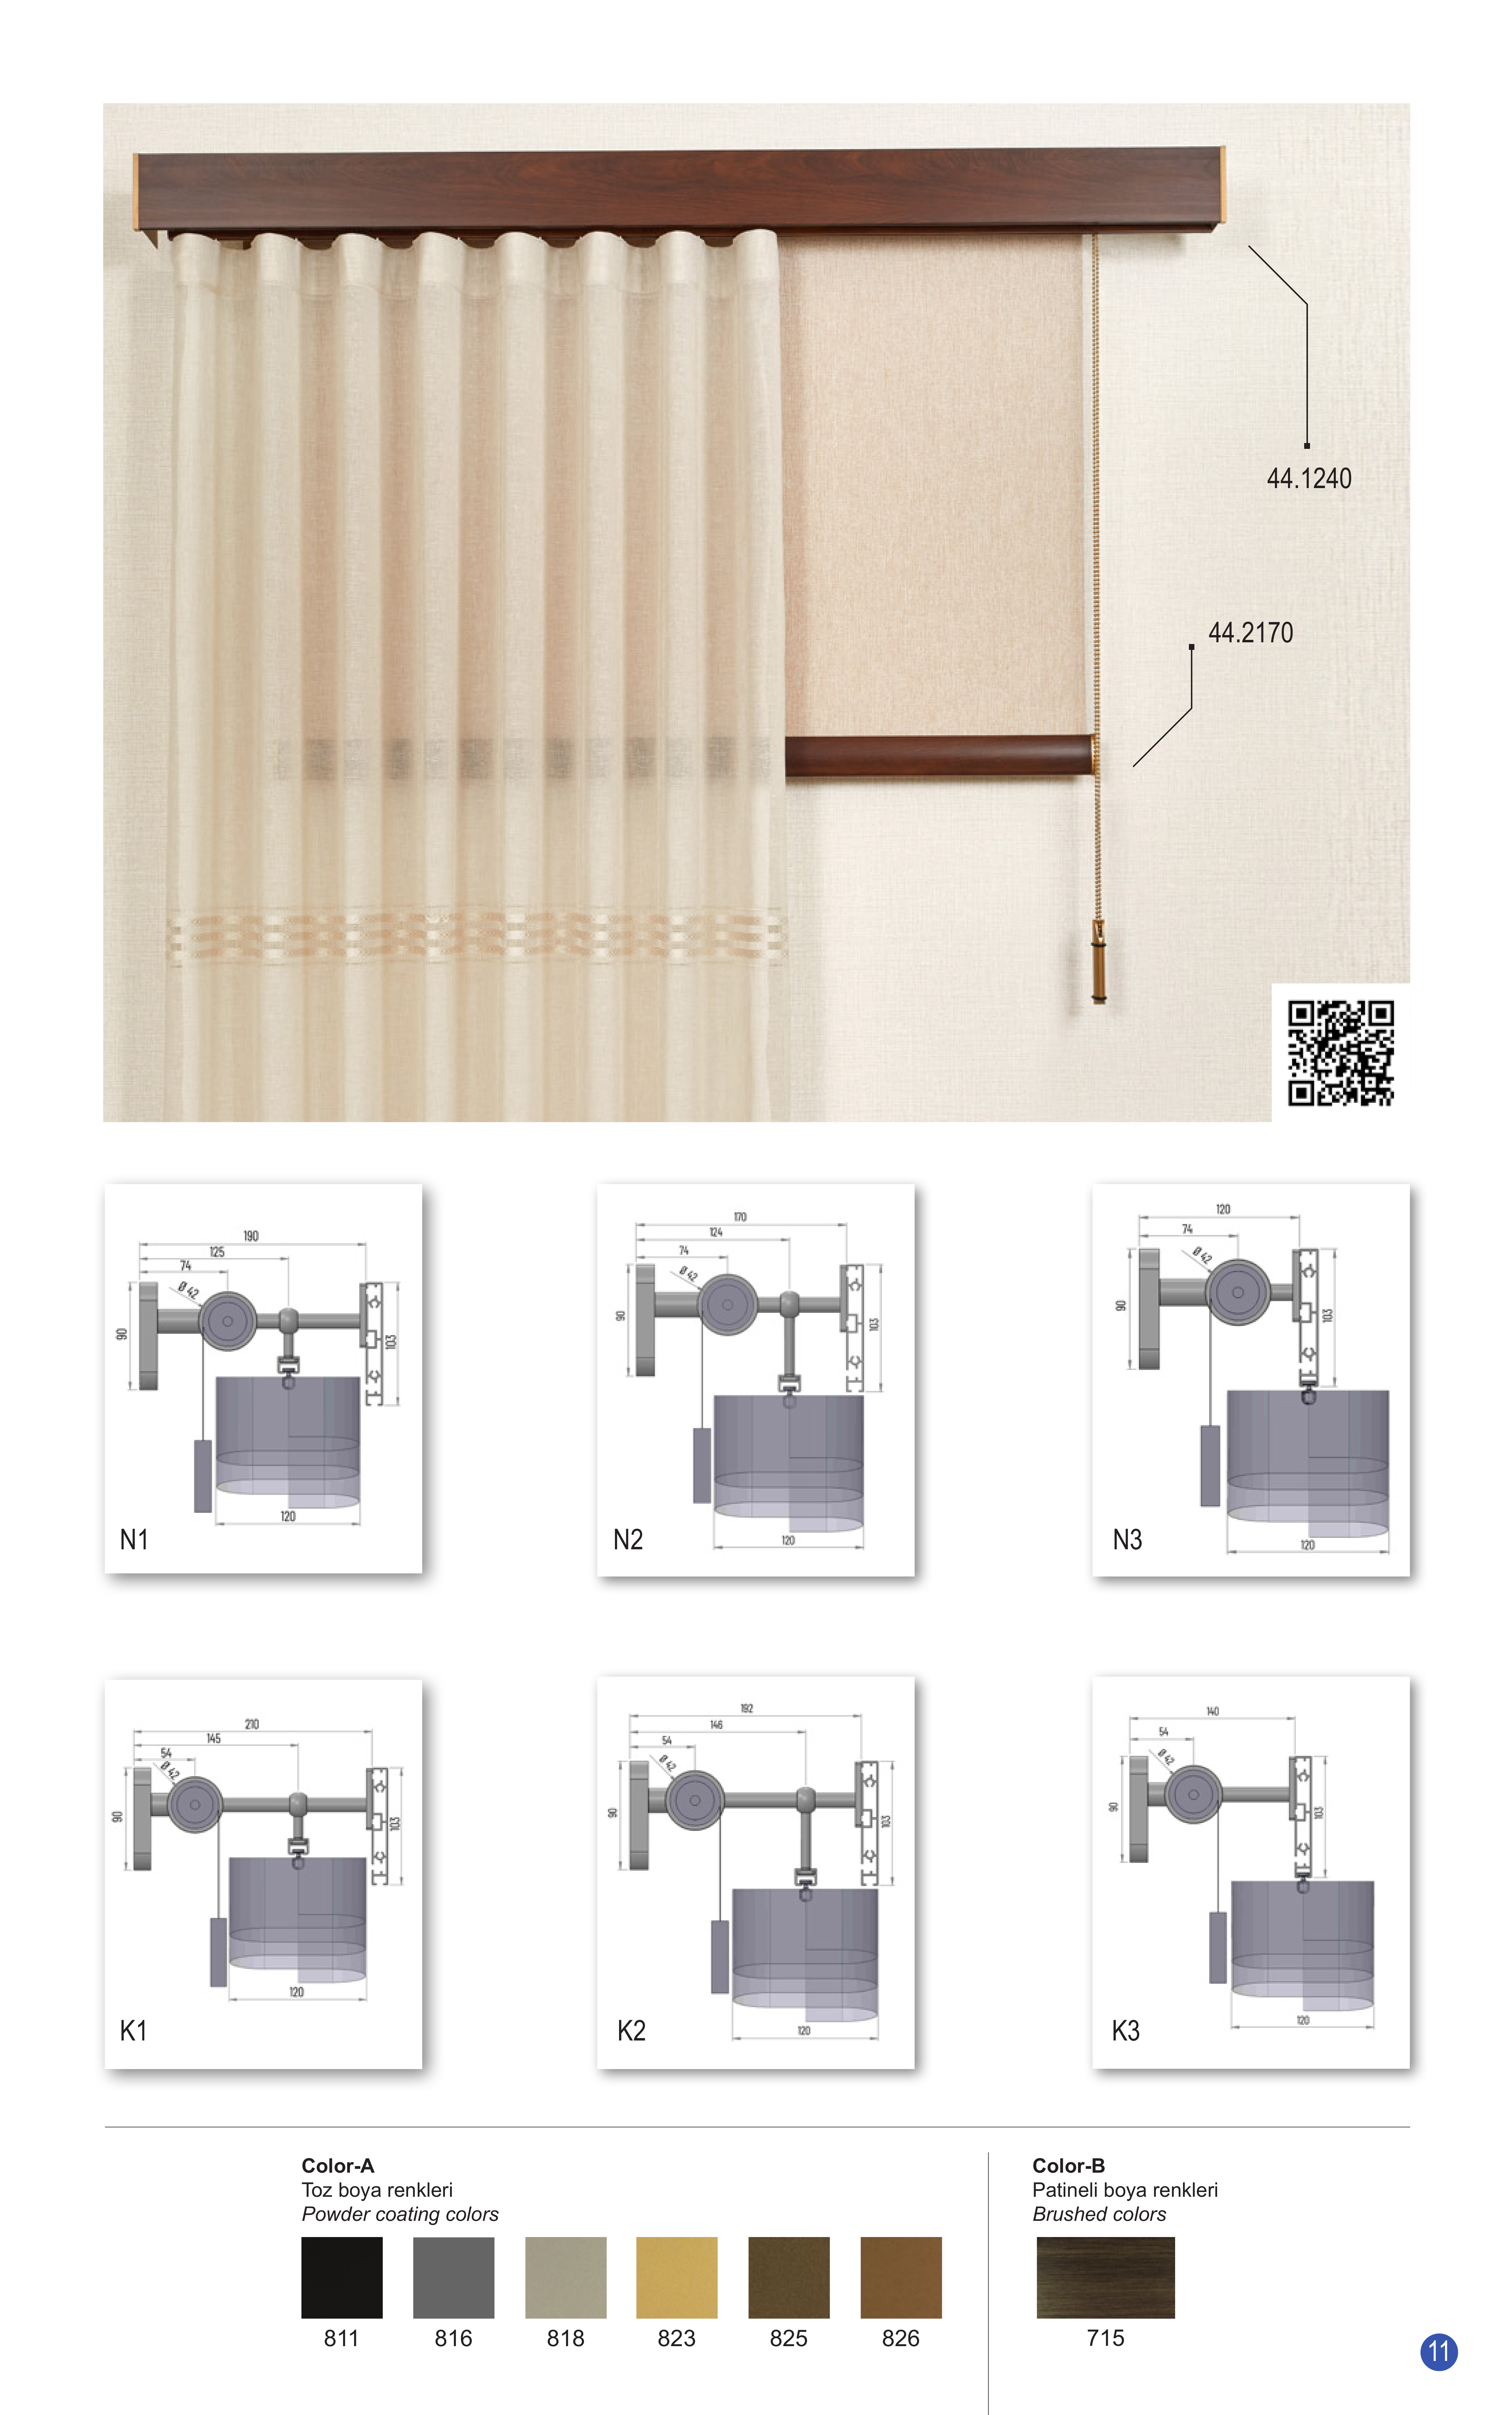 44.1240
44.2170
190
125
74
Ø 42
90
103
120
N1
170
124
74
Ø 42
90
103
120
N2
120
74
Ø 42
90
103
120
N3
210
145
54
Ø 42
90
103
120
K1
192
146
54
Ø 42
90
103
120
K2
140
54
Ø 42
90
103
120
K3
Color-A
Toz boya renkleri
Powder coating colors
811 816 818 823 825 826
Color-B
Patineli boya renkleri
Brushed colors
715
11